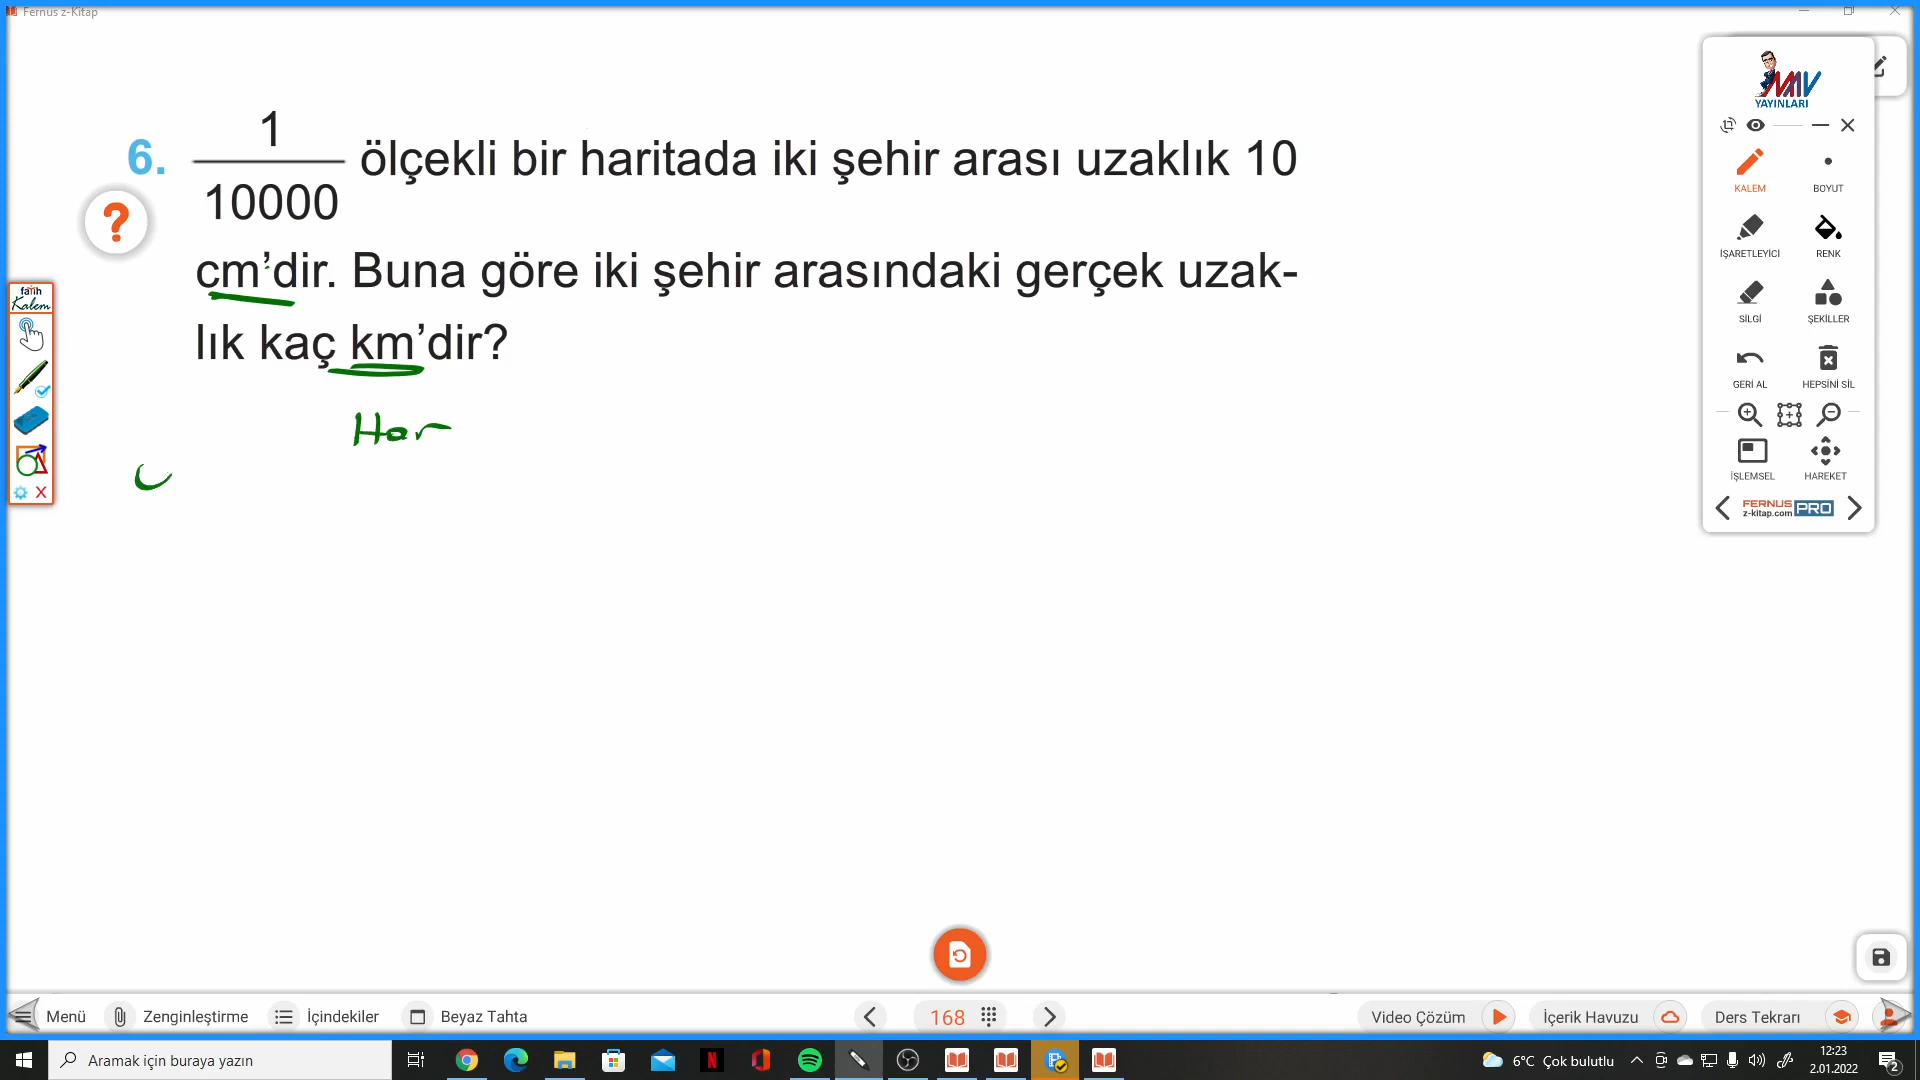 Fernus z-Kitap
6. 1/10000 ölçekli bir haritada iki şehir arası uzaklık 10
cm'dir. Buna göre iki şehir arasındaki gerçek uzak-
lık kaç km'dir?
Har
fatih
Kalem
YAYINLARI
KALEM
BOYUT
İŞARETLEYİCİ
RENK
SİLGİ
ŞEKİLLER
GERİ AL
HEPSİNİ SİL
İŞLEMSEL
HAREKET
FERNUS
z-kitap.com PRO
Menü
Zenginleştirme
İçindekiler
Beyaz Tahta
168
Video Çözüm
İçerik Havuzu
Ders Tekrarı
Aramak için buraya yazın
6°C Çok bulutlu
12:23
2.01.2022
2